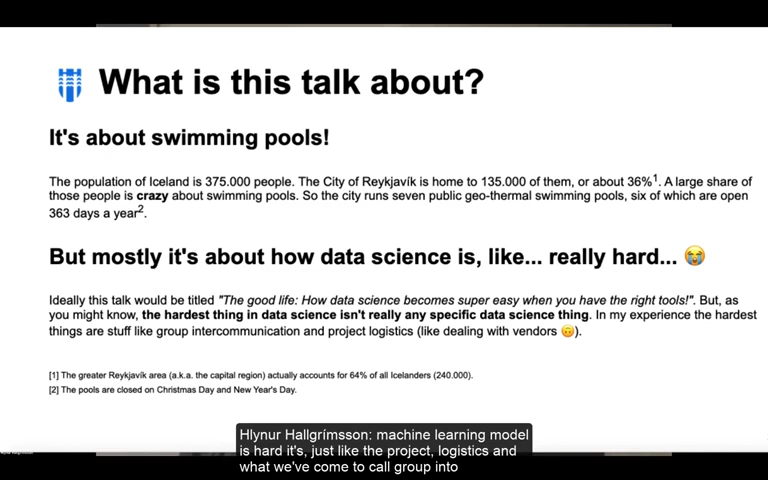 What is this talk about?
It's about swimming pools!
The population of Iceland is 375.000 people. The City of Reykjavík is home to 135.000 of them, or about 36%1. A large share of
those people is crazy about swimming pools. So the city runs seven public geo-thermal swimming pools, six of which are open
363 days a year2.
But mostly it's about how data science is, like... really hard... 😭
Ideally this talk would be titled "The good life: How data science becomes super easy when you have the right tools!". But, as
you might know, the hardest thing in data science isn't really any specific data science thing. In my experience the hardest
things are stuff like group intercommunication and project logistics (like dealing with vendors 🙃).
[1] The greater Reykjavík area (a.k.a. the capital region) actually accounts for 64% of all Icelanders (240.000).
[2] The pools are closed on Christmas Day and New Year's Day.
Hlynur Hallgrímsson: machine learning model
is hard it's, just like the project, logistics and
what we've come to call group into